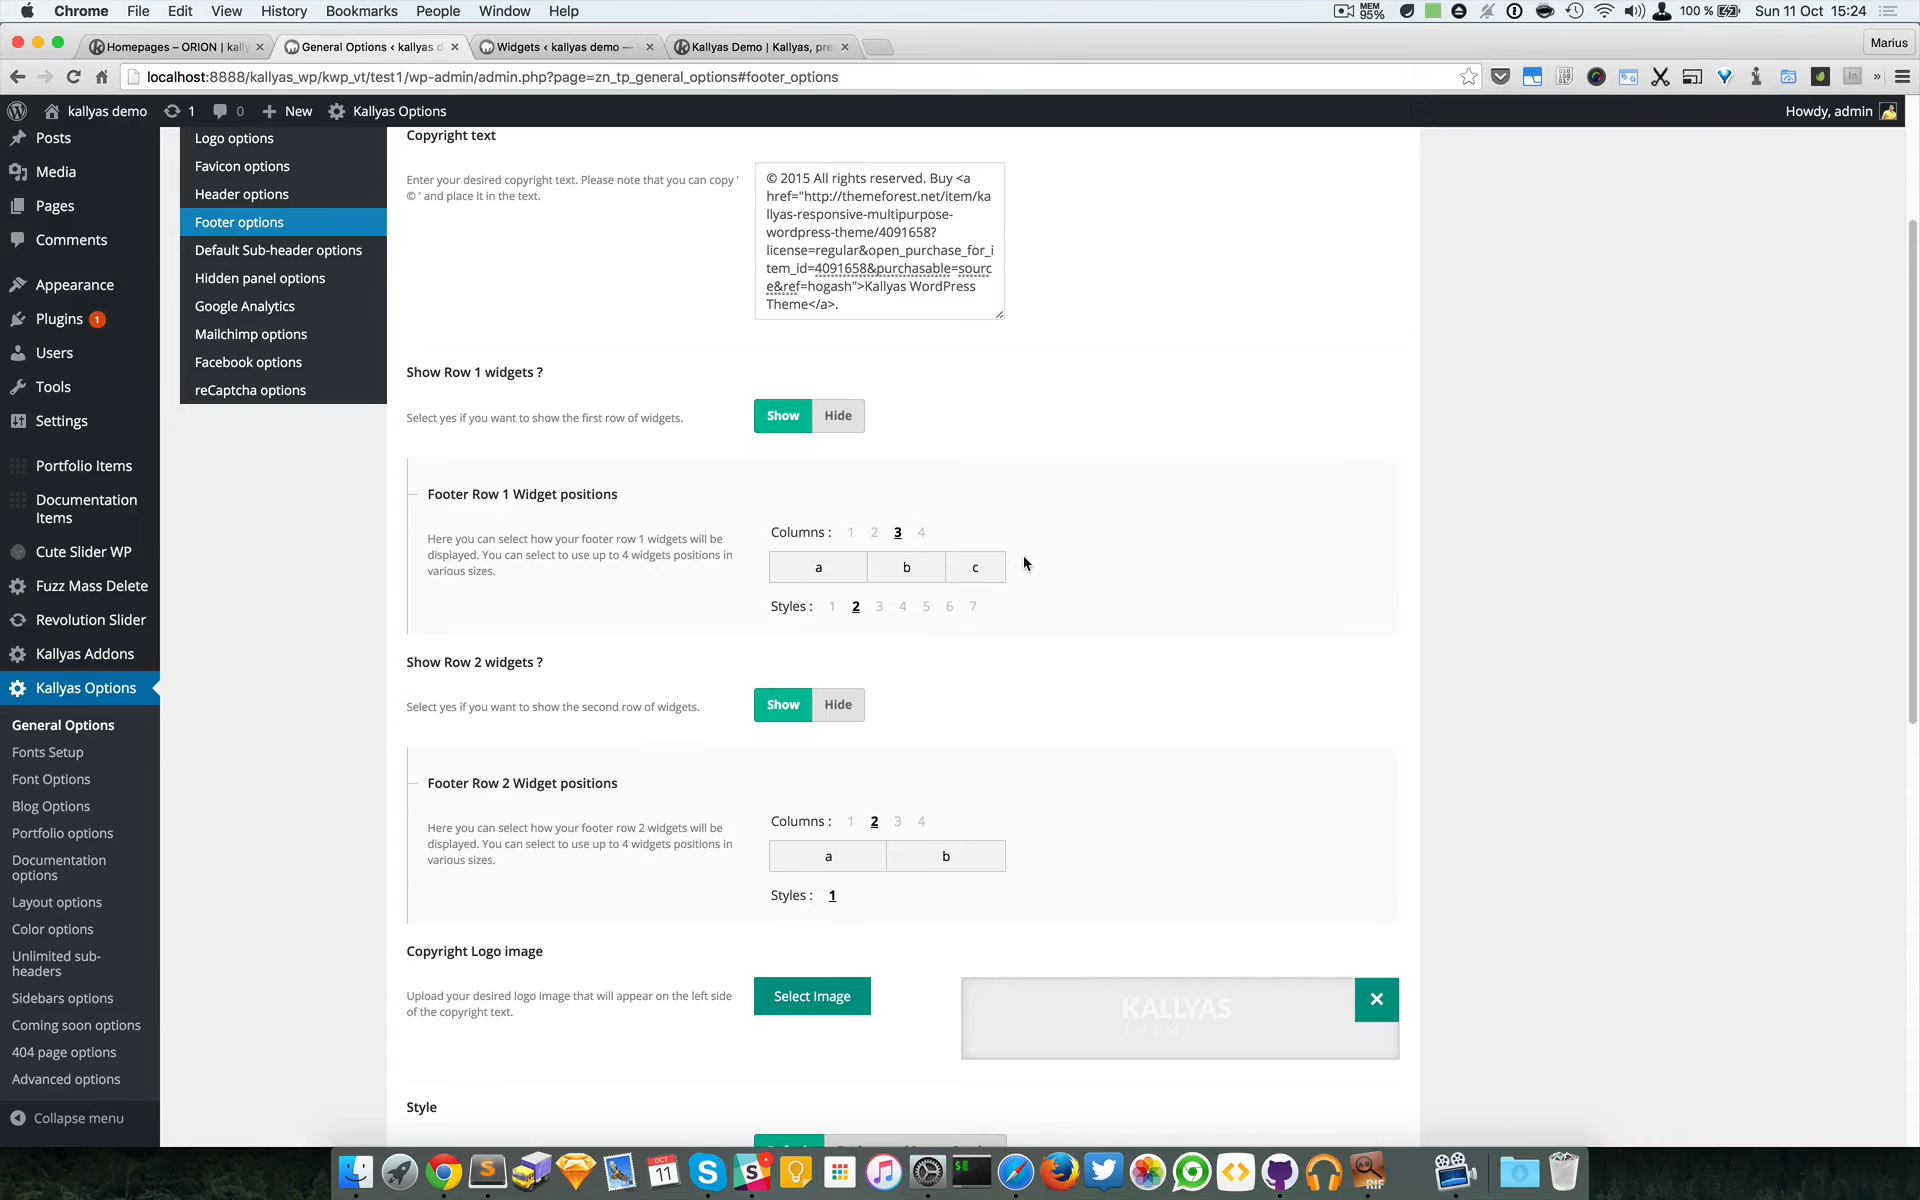 Chrome File Edit View History Bookmarks People Window Help MEM 95% 100 % Sun 11 Oct 15:24
Homepages – ORION | kall General Options ‹ kallyas d Widgets ‹ kallyas demo — Kallyas Demo | Kallyas, pre Marius
localhost:8888/kallyas_wp/kwp_vt/test1/wp-admin/admin.php?page=zn_tp_general_options#footer_options
kallyas demo 1 0 New Kallyas Options Howdy, admin
Posts
Media
Pages
Comments
Appearance
Plugins 1
Users
Tools
Settings
Portfolio Items
Documentation
Items
Cute Slider WP
Fuzz Mass Delete
Revolution Slider
Kallyas Addons
Kallyas Options
General Options
Fonts Setup
Font Options
Blog Options
Portfolio options
Documentation
options
Layout options
Color options
Unlimited sub-
headers
Sidebars options
Coming soon options
404 page options
Advanced options
Collapse menu
Logo options
Favicon options
Header options
Footer options
Default Sub-header options
Hidden panel options
Google Analytics
Mailchimp options
Facebook options
reCaptcha options
Copyright text
Enter your desired copyright text. Please note that you can copy '
© ' and place it in the text.
© 2015 All rights reserved. Buy <a
href="http://themeforest.net/item/ka
llyas-responsive-multipurpose-
wordpress-theme/4091658?
license=regular&open_purchase_for_i
tem_id=4091658&purchasable=sourc
e&ref=hogash">Kallyas WordPress
Theme</a>.
Show Row 1 widgets ?
Select yes if you want to show the first row of widgets.
Show Hide
Footer Row 1 Widget positions
Here you can select how your footer row 1 widgets will be
displayed. You can select to use up to 4 widgets positions in
various sizes.
Columns : 1 2 3 4
a b c
Styles : 1 2 3 4 5 6 7
Show Row 2 widgets ?
Select yes if you want to show the second row of widgets.
Show Hide
Footer Row 2 Widget positions
Here you can select how your footer row 2 widgets will be
displayed. You can select to use up to 4 widgets positions in
various sizes.
Columns : 1 2 3 4
a b
Styles : 1
Copyright Logo image
Upload your desired logo image that will appear on the left side
of the copyright text.
Select Image
KALLYAS
THEME
Style
OCT
11
RIF